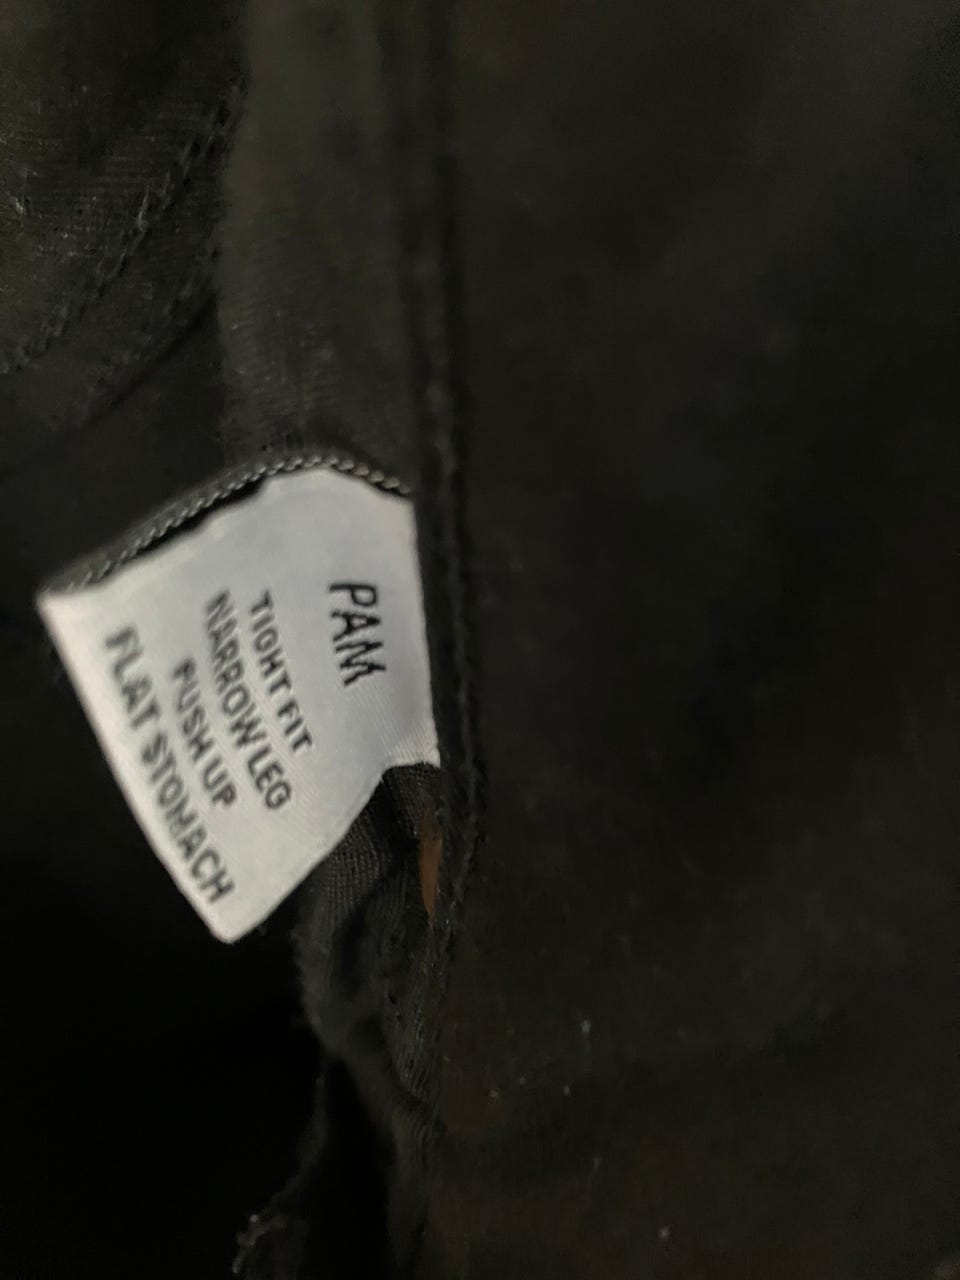 PAM
TIGHT FIT
NARROW LEG
PUSH UP
FLAT STOMACH